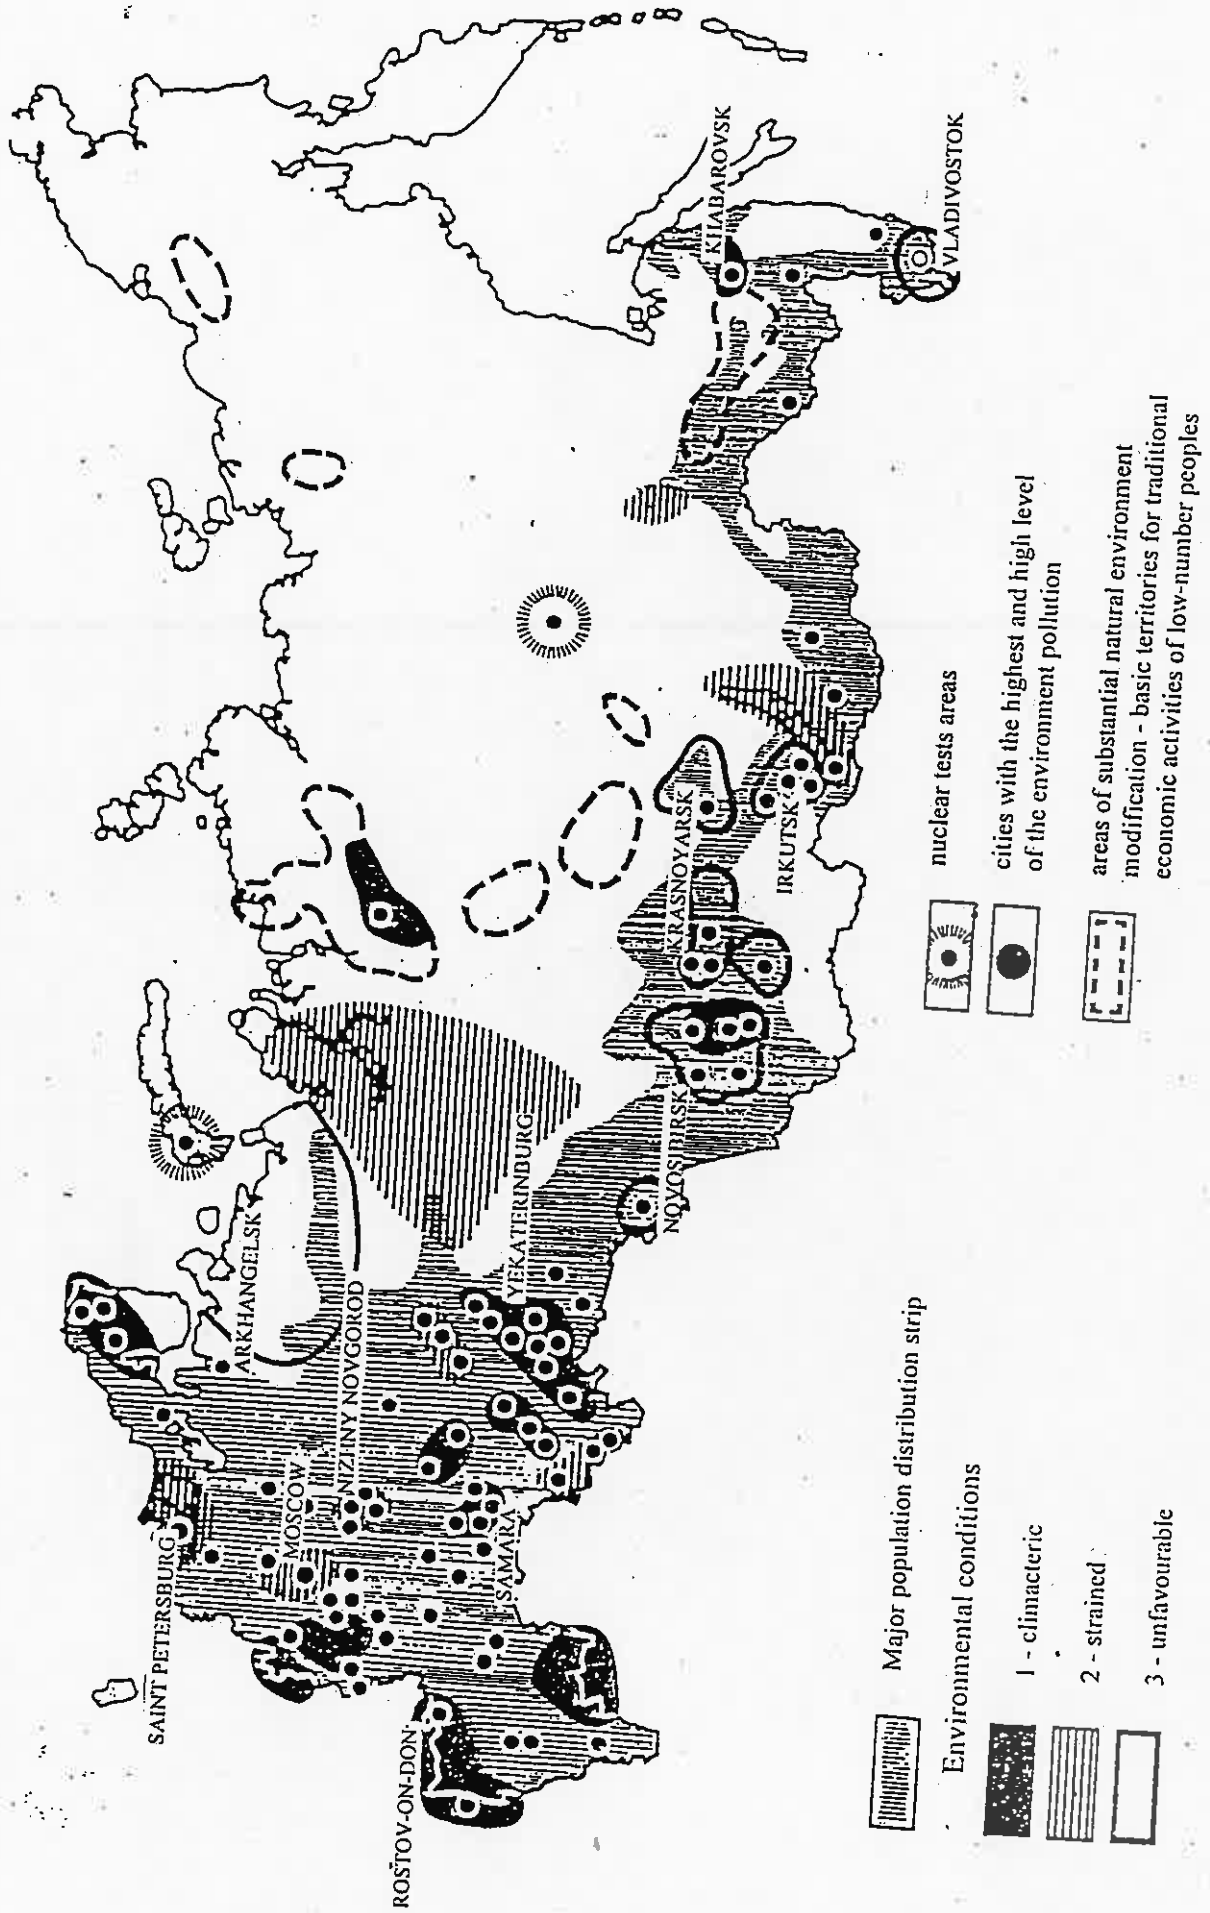 SAINT PETERSBURG
ARKHANGELSK
MOSCOW
NIZINY NOVGOROD
ROSTOV-ON-DON
SAMARA
YEKATERINBURG
NOVOSIBIRSK
KRASNOYARSK
IRKUTSK
KHABAROVSK
VLADIVOSTOK
Major population distribution strip
Environmental conditions
1 - climacteric
2 - strained
3 - unfavourable
nuclear tests areas
cities with the highest and high level
of the environment pollution
areas of substantial natural environment
modification - basic territories for traditional
economic activities of low-number peoples